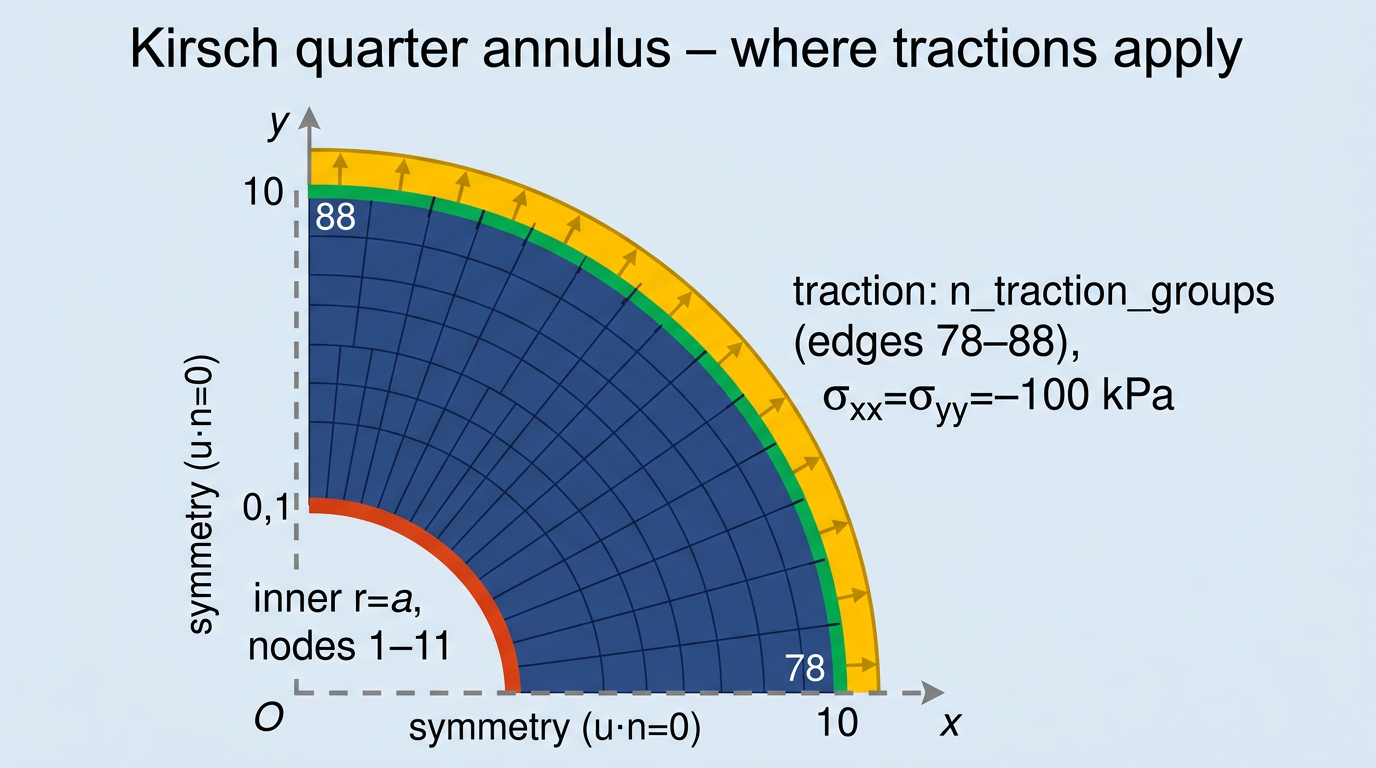 Kirsch quarter annulus – where tractions apply
y
10
88
traction: n_traction_groups
(edges 78–88),
σxx=σyy=–100 kPa
symmetry (u·n=0)
0,1
inner r=a,
nodes 1–11
78
O
symmetry (u·n=0)
10
x